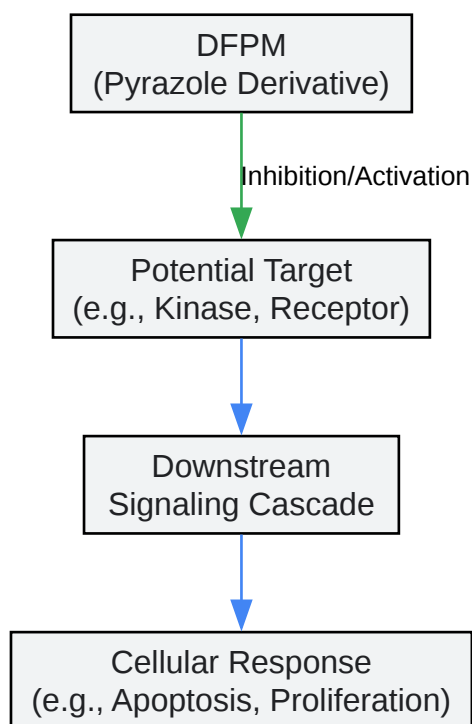 DFPM
(Pyrazole Derivative)
Inhibition/Activation
Potential Target
(e.g., Kinase, Receptor)
Downstream
Signaling Cascade
Cellular Response
(e.g., Apoptosis, Proliferation)